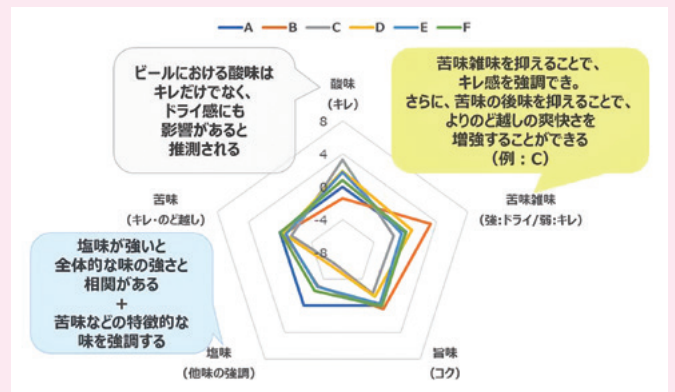 A B C D E F
ビールにおける酸味は
キレだけでなく、
ドライ感にも
影響があると
推測される
酸味
(キレ)
苦味雑味を抑えることで、
キレ感を強調でき。
さらに、苦味の後味を抑えることで、
よりのど越しの爽快さを
増強することができる
(例：C)
8
4
0
-4
-8
苦味
(キレ・のど越し)
苦味雑味
(強:ドライ/弱:キレ)
塩味が強いと
全体的な味の強さと
相関がある
+
苦味などの特徴的な
味を強調する
塩味
(他味の強調)
旨味
(コク)